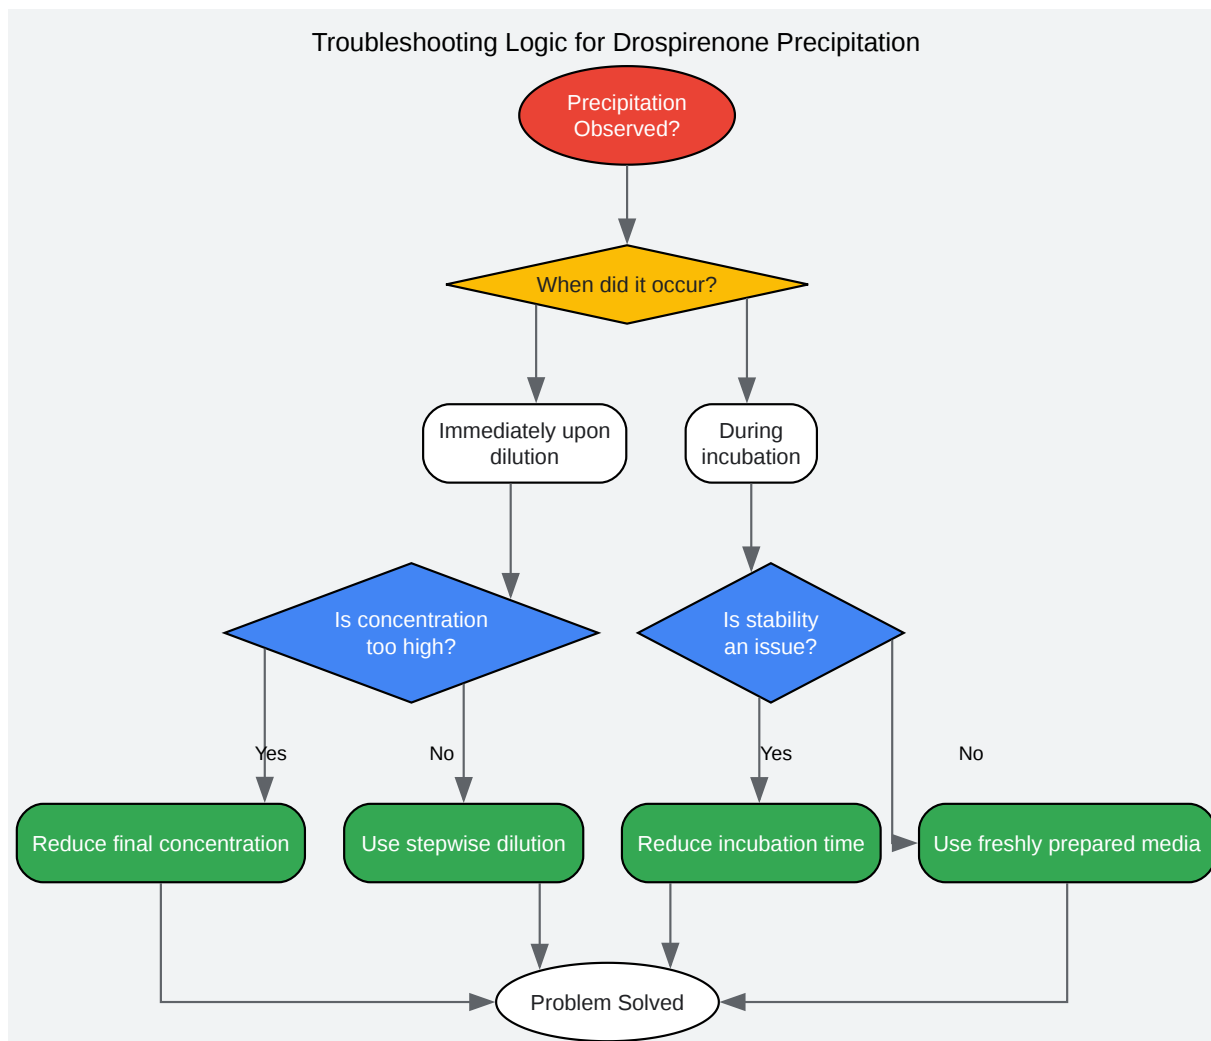 Troubleshooting Logic for Drospirenone Precipitation
Precipitation
Observed?
When did it occur?
Immediately upon
dilution
During
incubation
Is concentration
too high?
Is stability
an issue?
Yes
No
Yes
No
Reduce final concentration
Use stepwise dilution
Reduce incubation time
Use freshly prepared media
Problem Solved